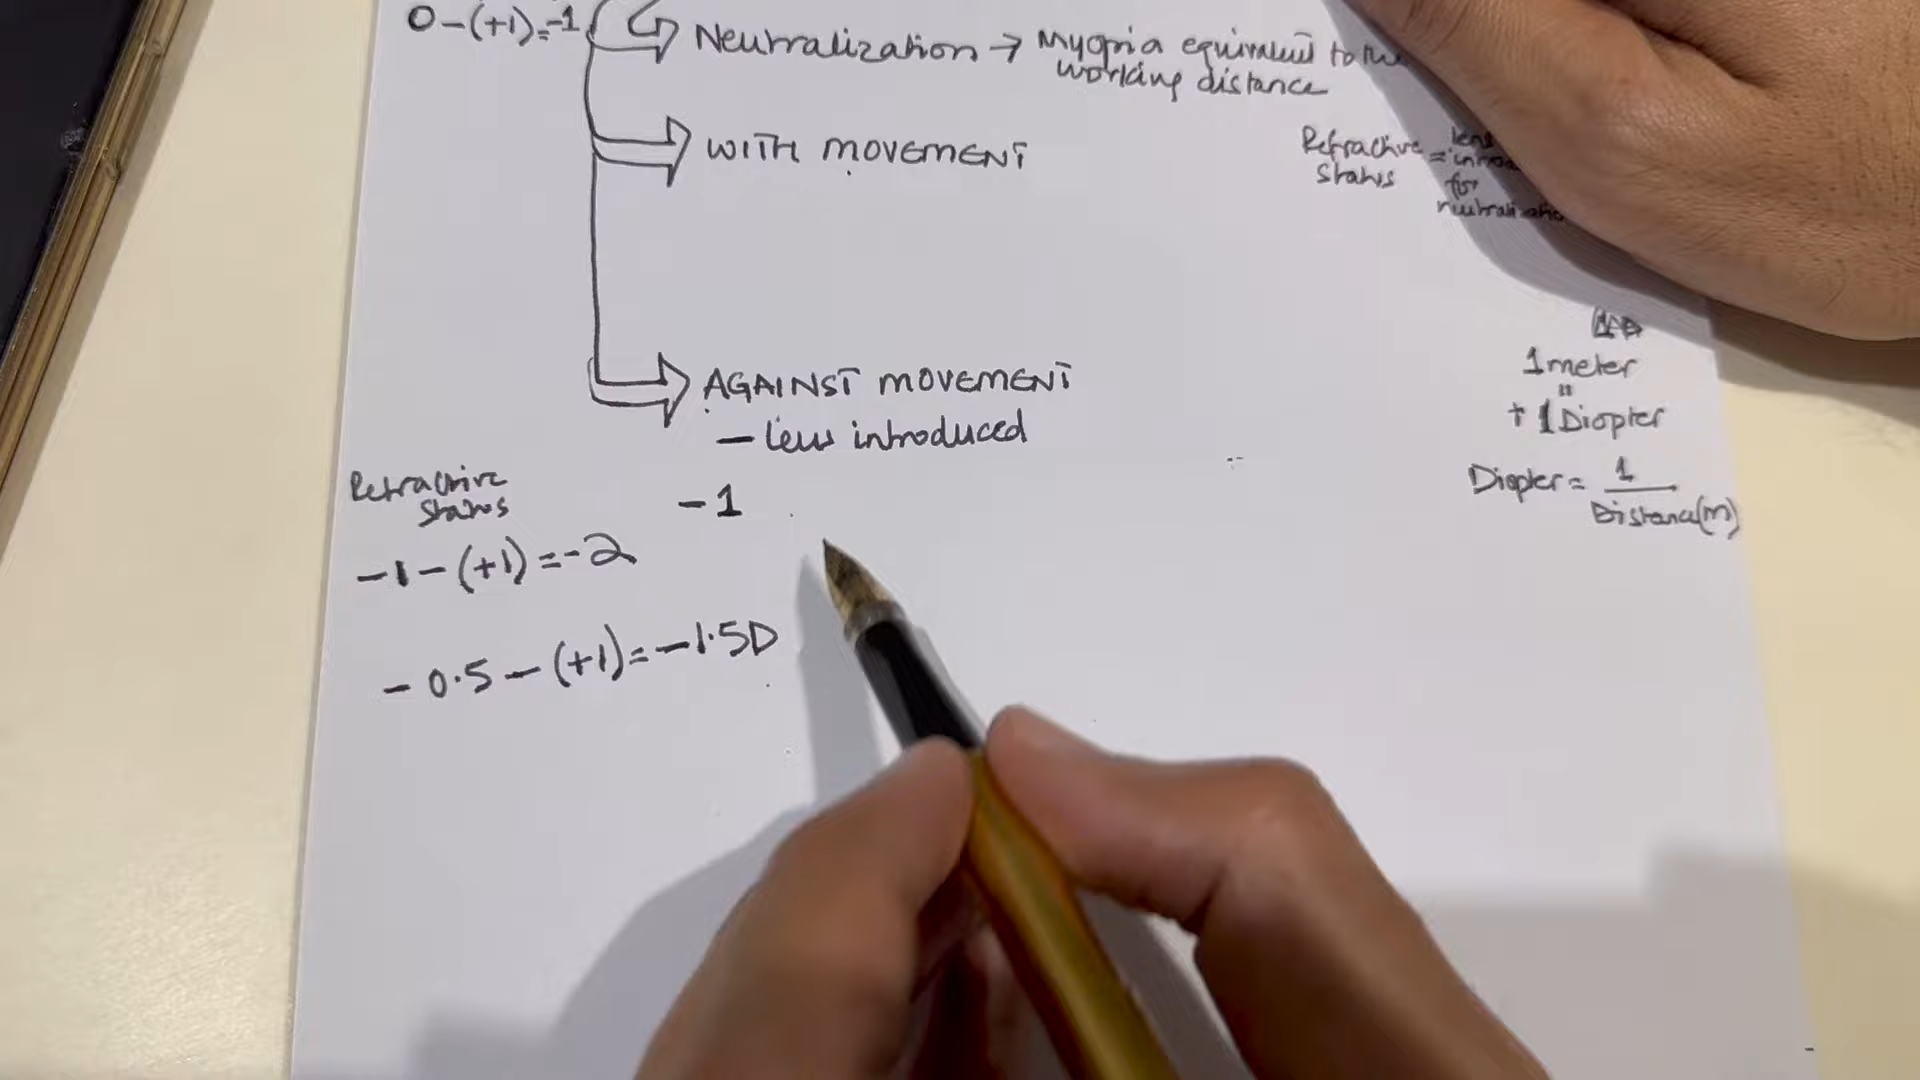 0-(+1)=-1
Neutralization → Myopia equivalent to
working distance
WITH MOVEMENT
Refractive
status
=
for
AGAINST MOVEMENT
- lens introduced
1 meter
=
+1 Diopter
Diopter = 1
Distance(m)
Refractive
status
-1
-1-(+1)=-2
-0.5-(+1)=-1.5D